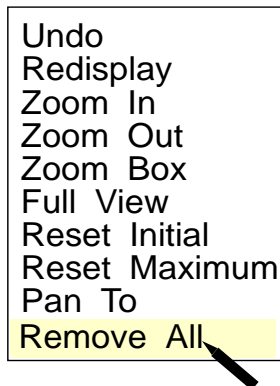 Undo
Redisplay
Zoom In
Zoom Out
Zoom Box
Full View
Reset Initial
Reset Maximum
Pan To
Remove All